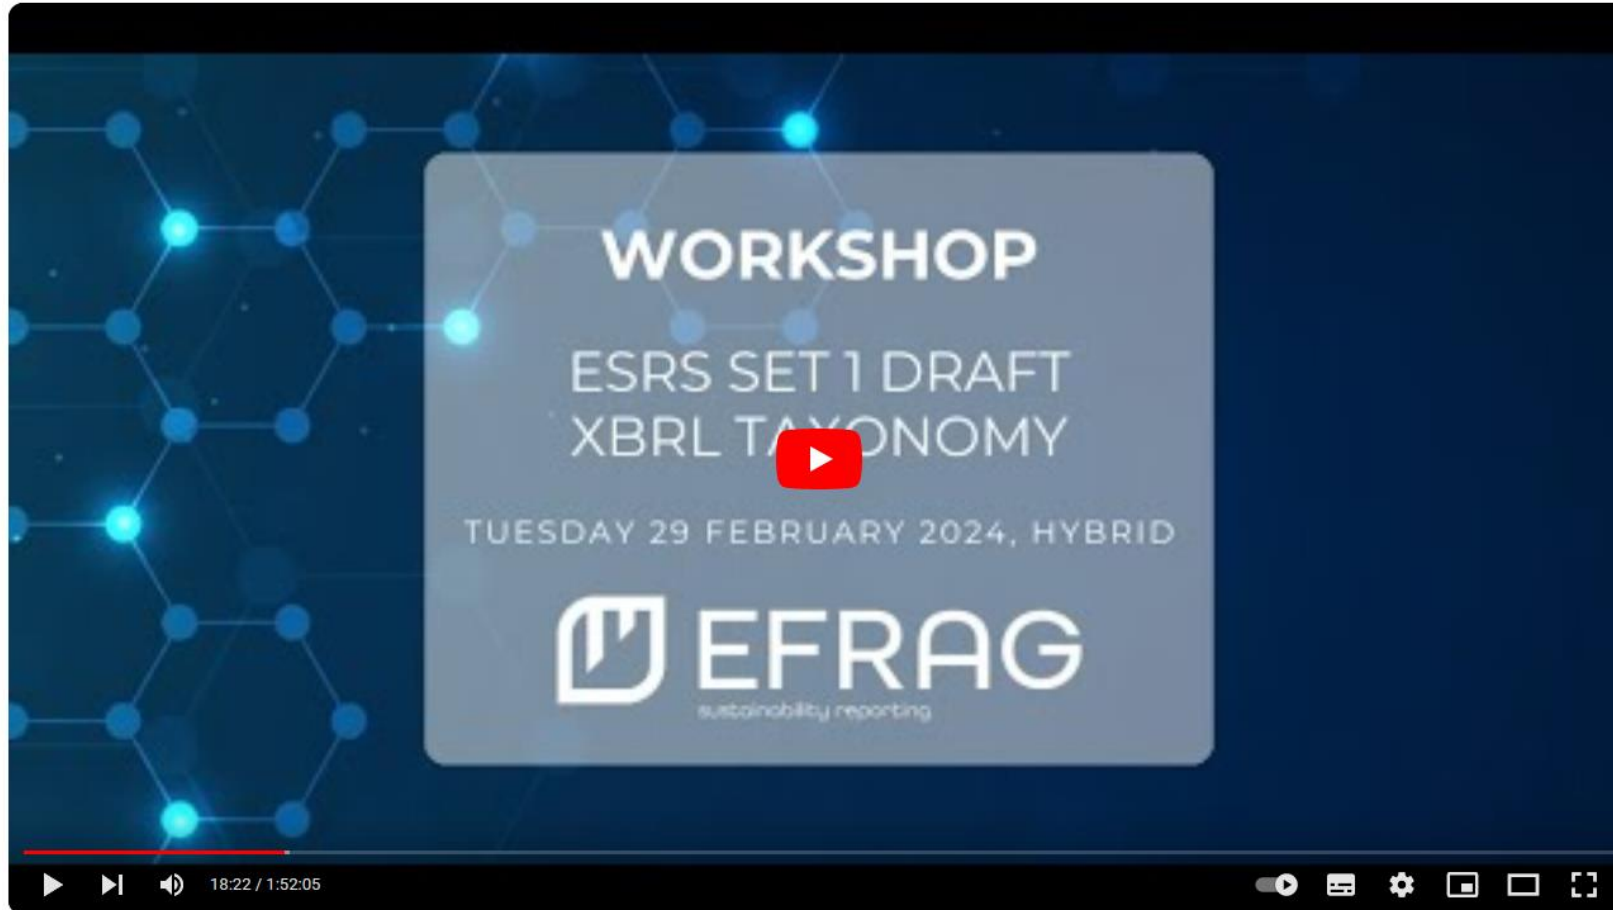 WORKSHOP
ESRS SET 1 DRAFT
XBRL TAXONOMY
TUESDAY 29 FEBRUARY 2024, HYBRID
EFRAG
sustainability reporting
18:22 / 1:52:05